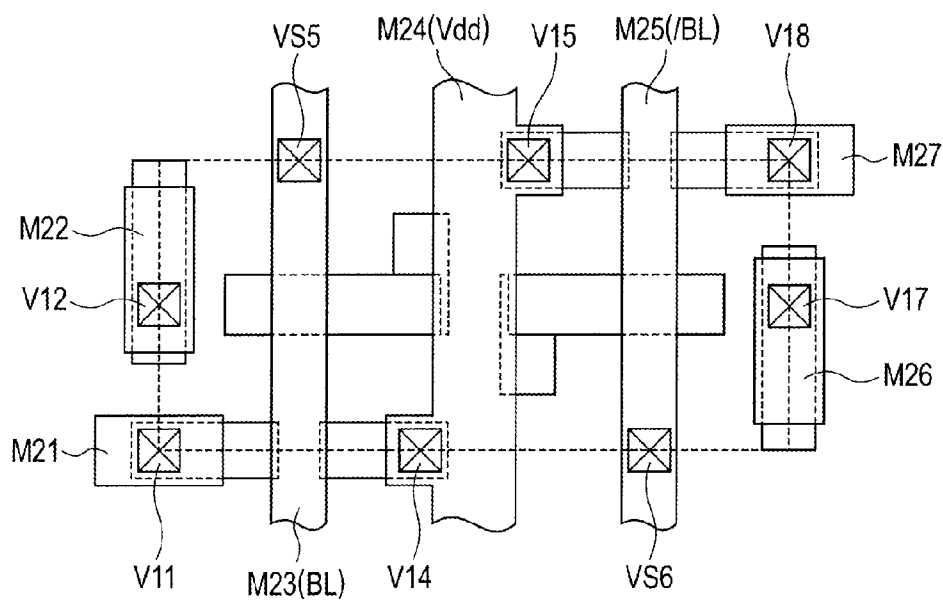 VS5
M24(Vdd)
V15
M25(/BL)
V18
M27
M22
V12
V17
M26
M21
V11
M23(BL)
V14
VS6